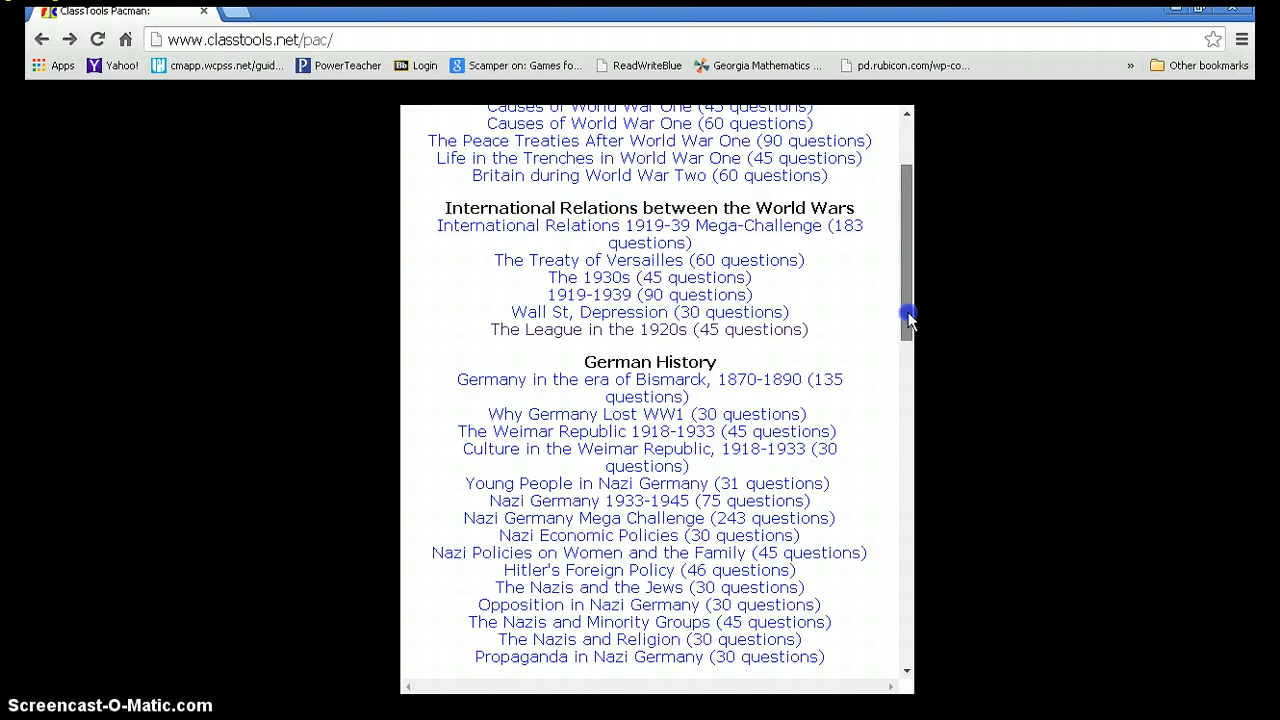 ClassTools Pacman:
www.classtools.net/pac/
Apps Yahoo! cmapp.wcpss.net/guid... PowerTeacher Bb Login Scamper on: Games fo... ReadWriteBlue Georgia Mathematics ... pd.rubicon.com/wp-co... » Other bookmarks
Causes of World War One (45 questions)
Causes of World War One (60 questions)
The Peace Treaties After World War One (90 questions)
Life in the Trenches in World War One (45 questions)
Britain during World War Two (60 questions)
International Relations between the World Wars
International Relations 1919-39 Mega-Challenge (183
questions)
The Treaty of Versailles (60 questions)
The 1930s (45 questions)
1919-1939 (90 questions)
Wall St, Depression (30 questions)
The League in the 1920s (45 questions)
German History
Germany in the era of Bismarck, 1870-1890 (135
questions)
Why Germany Lost WW1 (30 questions)
The Weimar Republic 1918-1933 (45 questions)
Culture in the Weimar Republic, 1918-1933 (30
questions)
Young People in Nazi Germany (31 questions)
Nazi Germany 1933-1945 (75 questions)
Nazi Germany Mega Challenge (243 questions)
Nazi Economic Policies (30 questions)
Nazi Policies on Women and the Family (45 questions)
Hitler's Foreign Policy (46 questions)
The Nazis and the Jews (30 questions)
Opposition in Nazi Germany (30 questions)
The Nazis and Minority Groups (45 questions)
The Nazis and Religion (30 questions)
Propaganda in Nazi Germany (30 questions)
Screencast-O-Matic.com